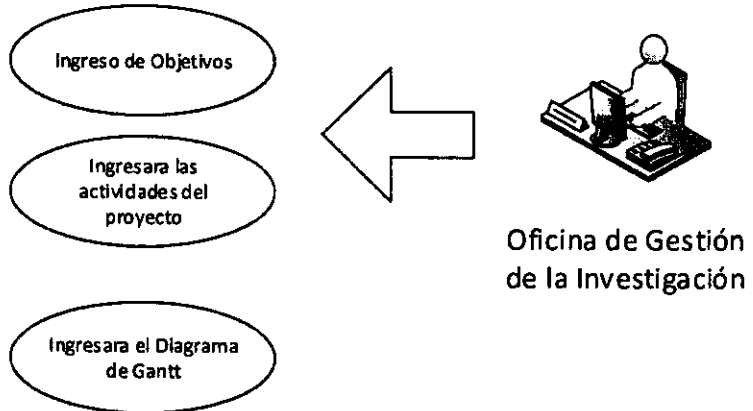 Ingreso de Objetivos
Ingresara las
actividades del
proyecto
Ingresara el Diagrama
de Gantt
Oficina de Gestión
de la Investigación